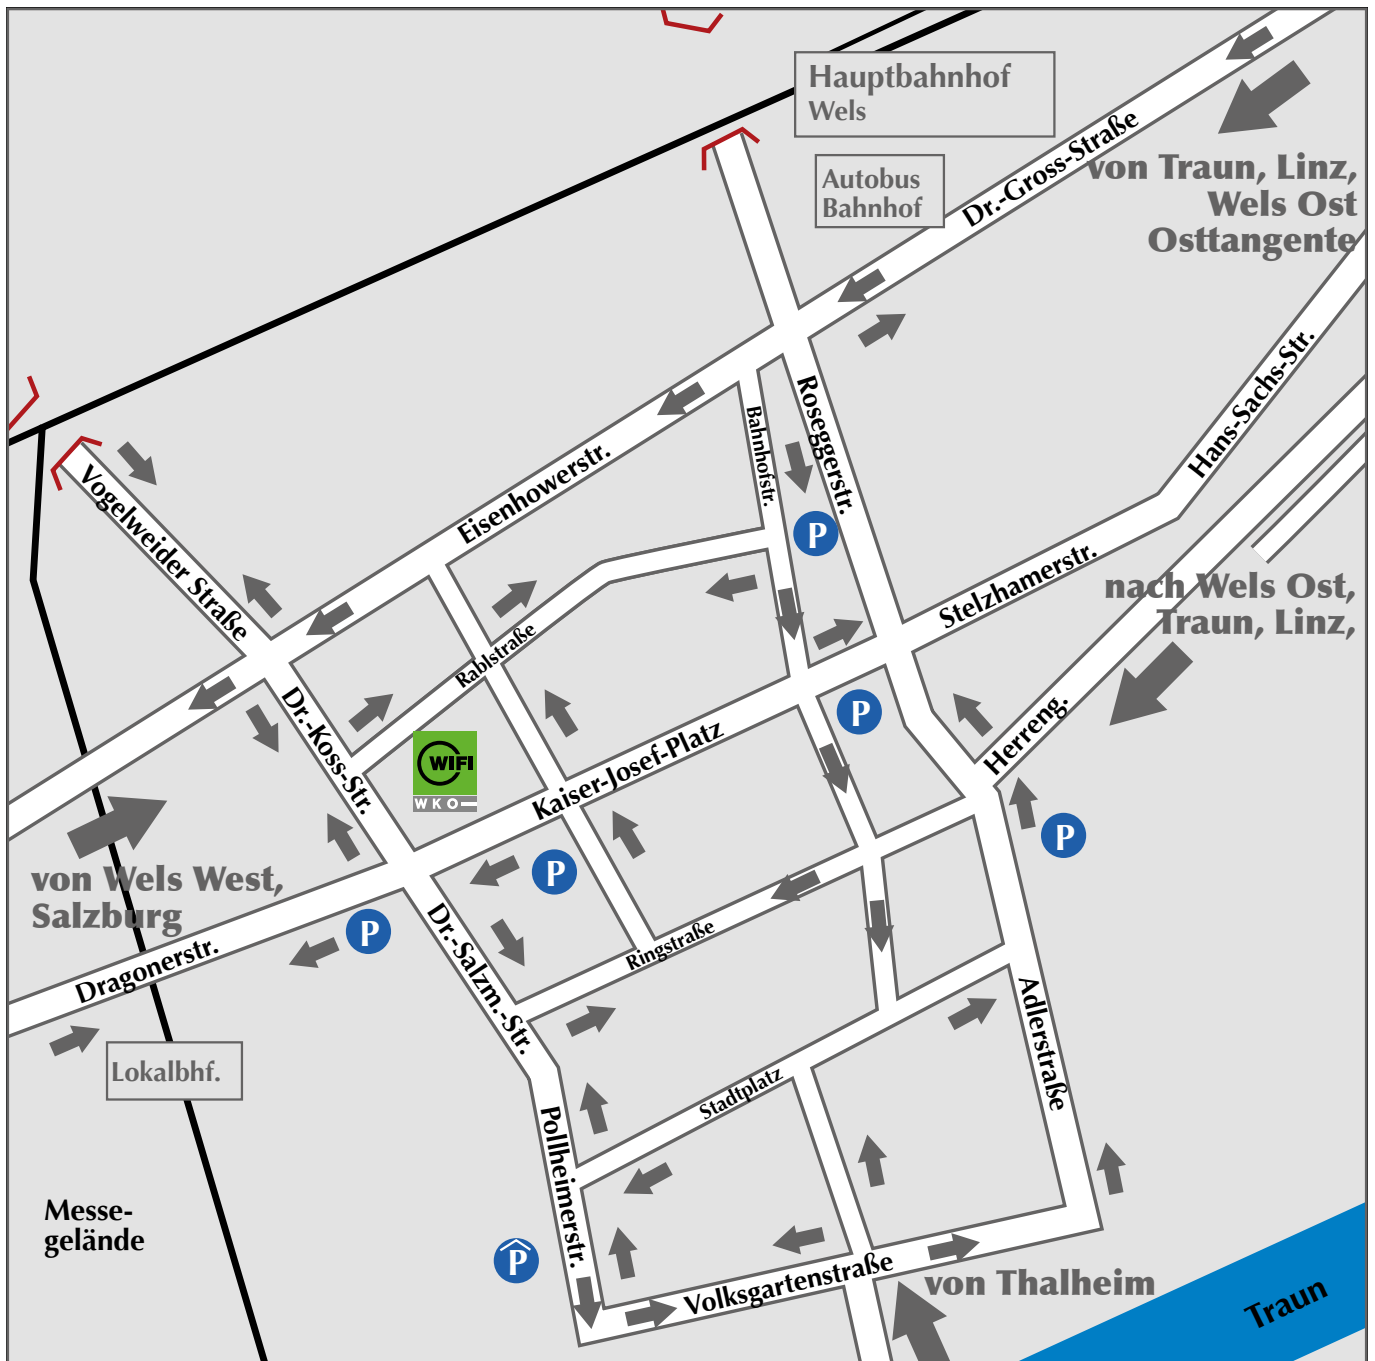 Hauptbahnhof
Wels
Autobus
Bahnhof
Dr.-Gross-Straße
von Traun, Linz,
Wels Ost
Osttangente
Hans-Sachs-Str.
Roseggerstr.
Bahnhofstr.
Eisenhowerstr.
Vogelweider Straße
P
Stelzhamerstr.
nach Wels Ost,
Traun, Linz,
Rablstraße
Dr.-Koss-Str.
P
Herreng.
Kaiser-Josef-Platz
WIFI
WKO
P
von Wels West,
Salzburg
P
P
Dragonerstr.
Dr.-Salzm.-Str.
Ringstraße
Adlerstraße
Lokalbhf.
Stadtplatz
Pollheimerstr.
Messe-
gelände
P
Volksgartenstraße
von Thalheim
Traun